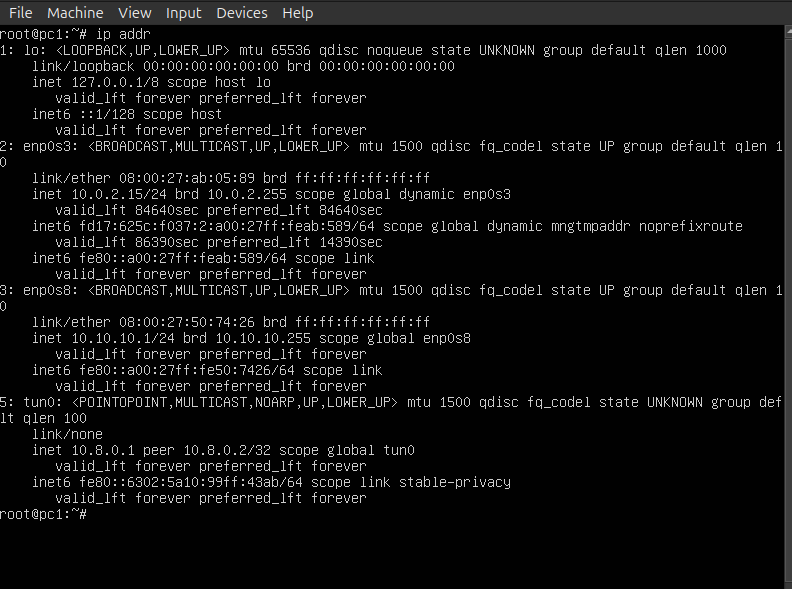 File Machine View Input Devices Help
root@pc1:~# ip addr
1: lo: <LOOPBACK,UP,LOWER_UP> mtu 65536 qdisc noqueue state UNKNOWN group default qlen 1000
    link/loopback 00:00:00:00:00:00 brd 00:00:00:00:00:00
    inet 127.0.0.1/8 scope host lo
       valid_lft forever preferred_lft forever
    inet6 ::1/128 scope host
       valid_lft forever preferred_lft forever
2: enp0s3: <BROADCAST,MULTICAST,UP,LOWER_UP> mtu 1500 qdisc fq_codel state UP group default qlen 1
0
    link/ether 08:00:27:ab:05:89 brd ff:ff:ff:ff:ff:ff
    inet 10.0.2.15/24 brd 10.0.2.255 scope global dynamic enp0s3
       valid_lft 84640sec preferred_lft 84640sec
    inet6 fd17:625c:f037:2:a00:27ff:feab:589/64 scope global dynamic mngtmpaddr noprefixroute
       valid_lft 86390sec preferred_lft 14390sec
    inet6 fe80::a00:27ff:feab:589/64 scope link
       valid_lft forever preferred_lft forever
3: enp0s8: <BROADCAST,MULTICAST,UP,LOWER_UP> mtu 1500 qdisc fq_codel state UP group default qlen 1
0
    link/ether 08:00:27:50:74:26 brd ff:ff:ff:ff:ff:ff
    inet 10.10.10.1/24 brd 10.10.10.255 scope global enp0s8
       valid_lft forever preferred_lft forever
    inet6 fe80::a00:27ff:fe50:7426/64 scope link
       valid_lft forever preferred_lft forever
5: tun0: <POINTOPOINT,MULTICAST,NOARP,UP,LOWER_UP> mtu 1500 qdisc fq_codel state UNKNOWN group def
lt qlen 100
    link/none
    inet 10.8.0.1 peer 10.8.0.2/32 scope global tun0
       valid_lft forever preferred_lft forever
    inet6 fe80::6302:5a10:99ff:43ab/64 scope link stable-privacy
       valid_lft forever preferred_lft forever
root@pc1:~#